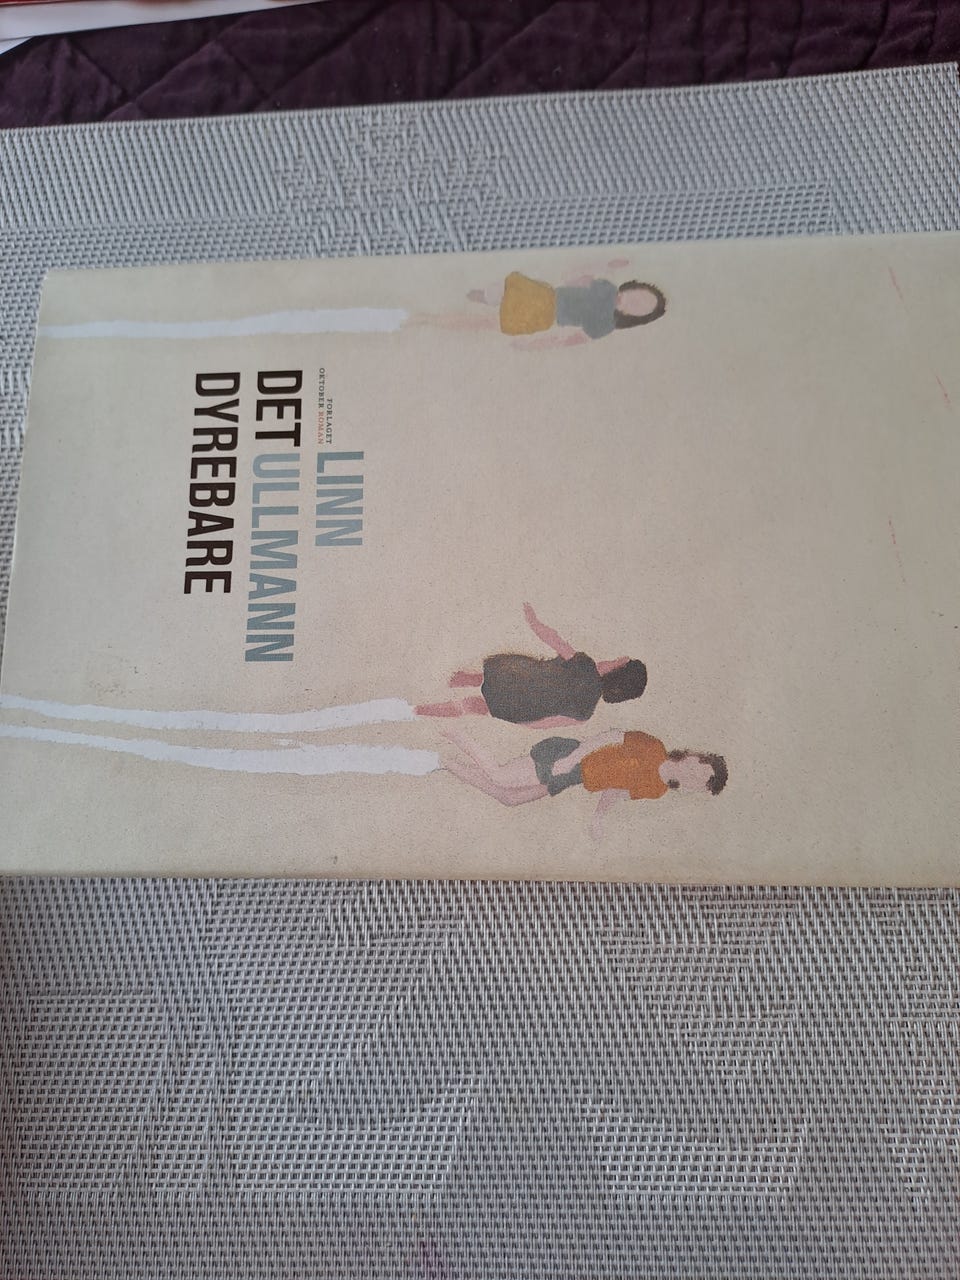 FORLAGET
OKTOBER ROMAN
LINN
DET ULLMANN
DYREBARE